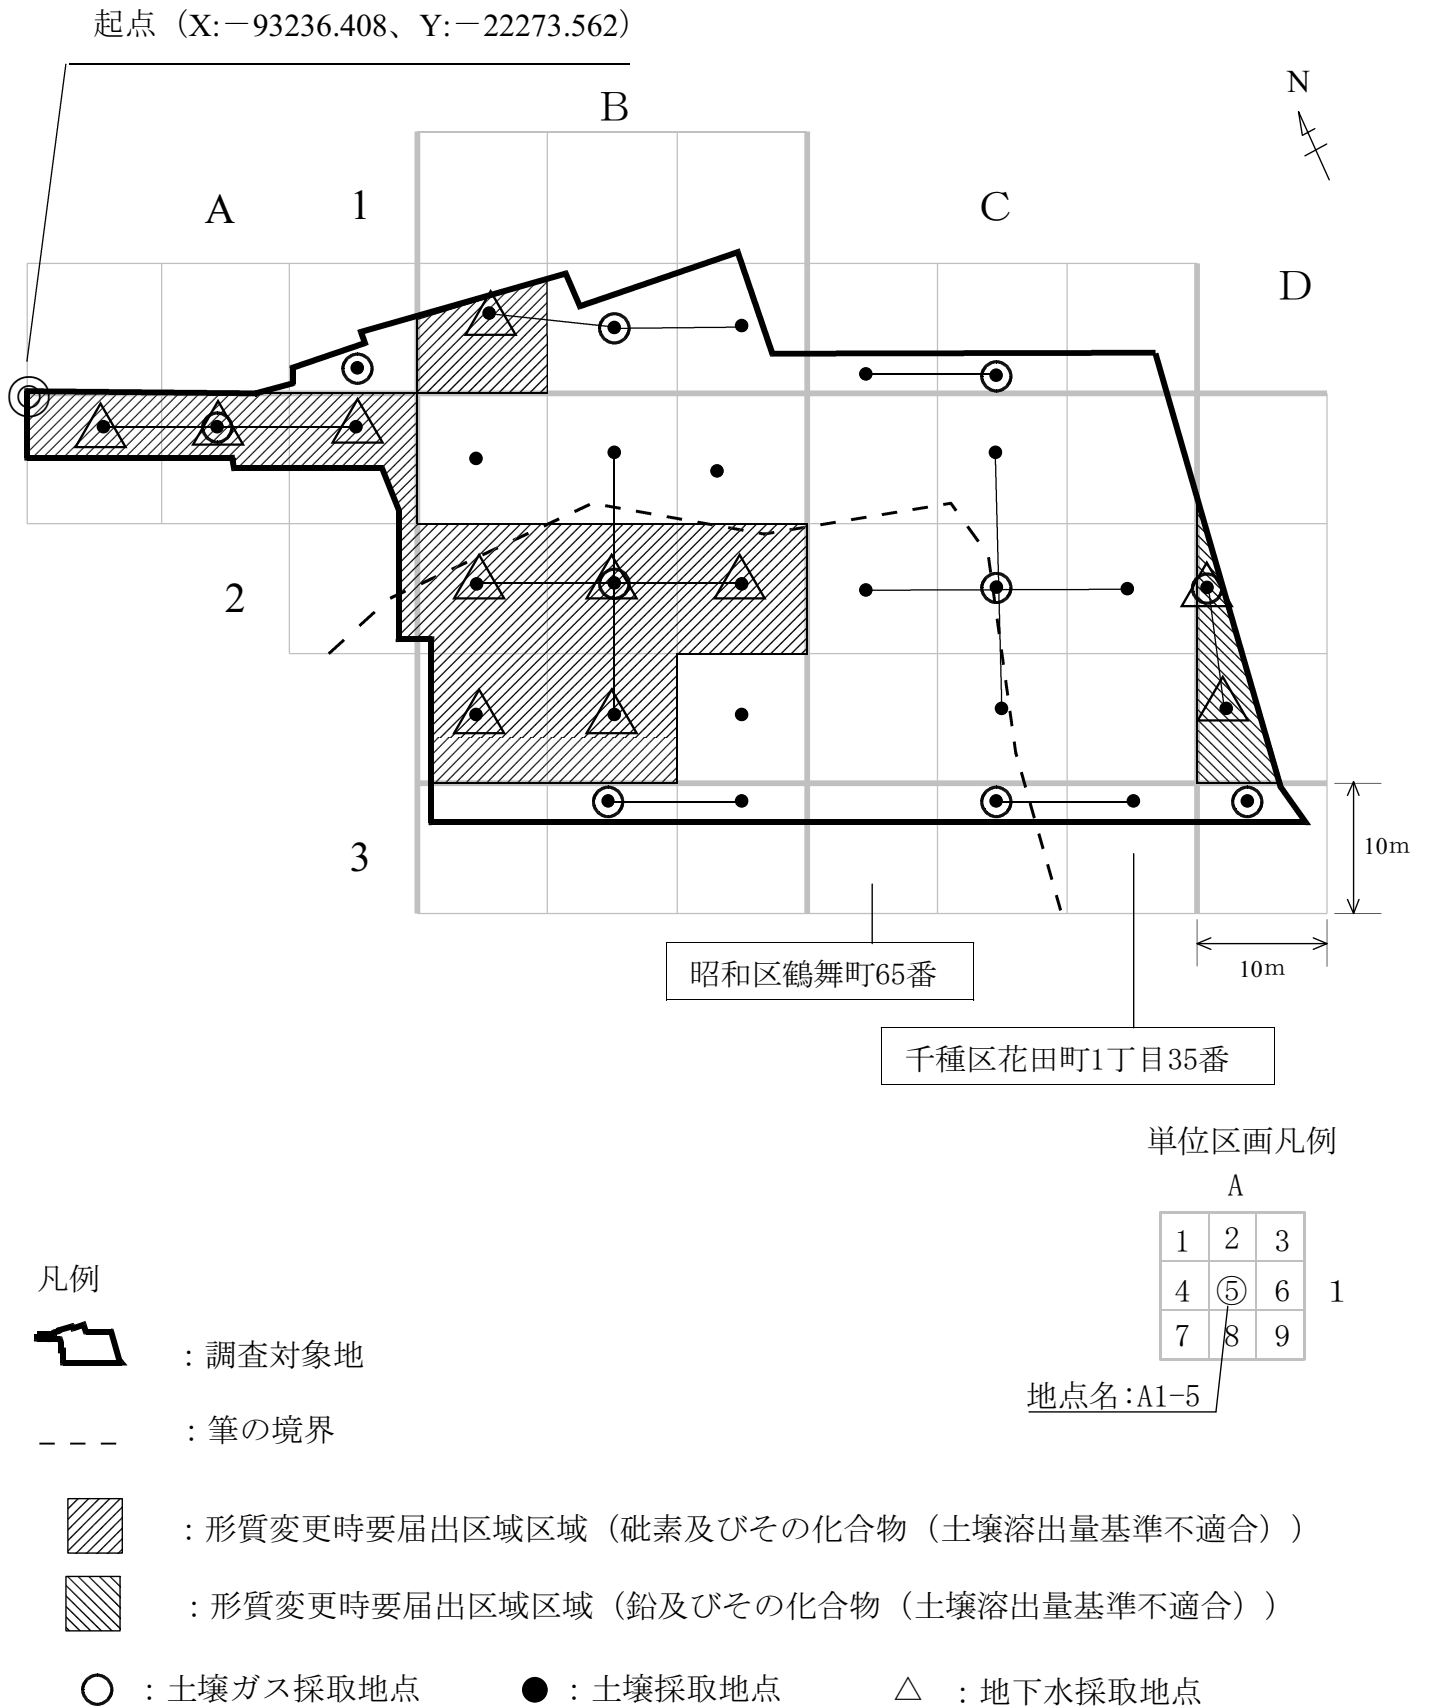 起点（X:－93236.408、Y:－22273.562）
N
B
A
1
C
D
2
3
10ｍ
10ｍ
昭和区鶴舞町65番
千種区花田町1丁目35番
単位区画凡例
A
1 2 3
4 ⑤ 6 1
7 8 9
地点名:A1-5
凡例
：調査対象地
：筆の境界
：形質変更時要届出区域区域（砒素及びその化合物（土壌溶出量基準不適合））
：形質変更時要届出区域区域（鉛及びその化合物（土壌溶出量基準不適合））
：土壌ガス採取地点 ：土壌採取地点 ：地下水採取地点